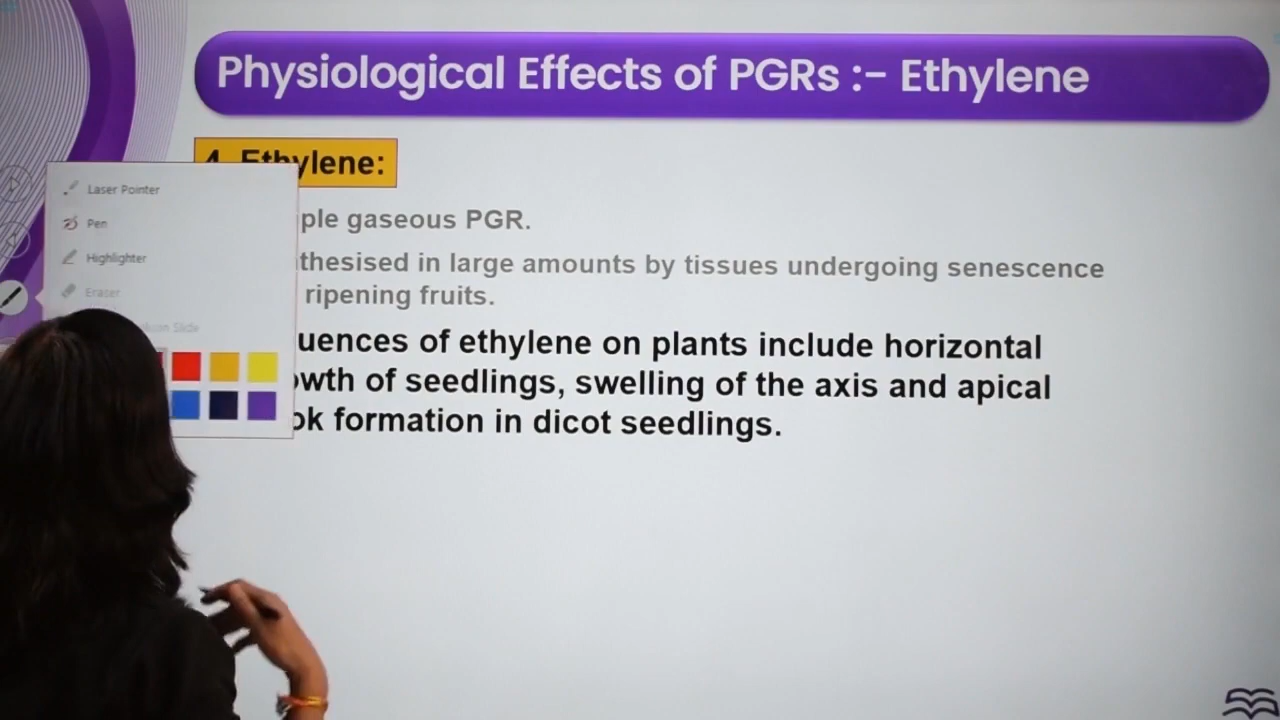 Physiological Effects of PGRs :- Ethylene
4. Ethylene:
Laser Pointer
ple gaseous PGR.
Pen
Highlighter
thesised in large amounts by tissues undergoing senescence
Eraser
ripening fruits.
Slide
uences of ethylene on plants include horizontal
owth of seedlings, swelling of the axis and apical
ok formation in dicot seedlings.